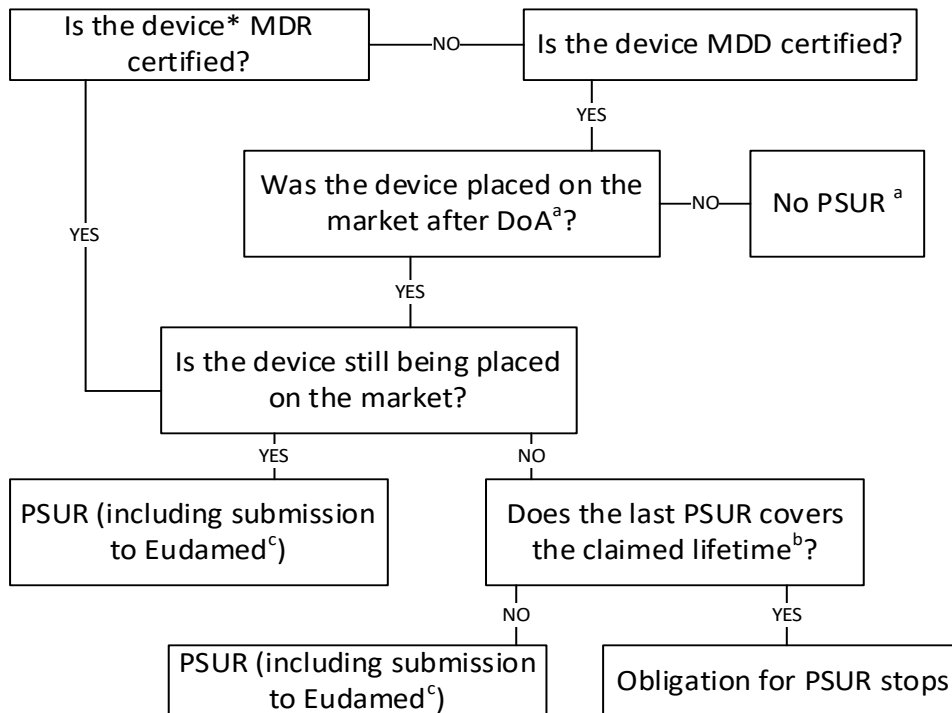 Is the device* MDR
certified?
NO
Is the device MDD certified?
YES
YES
Was the device placed on the
market after DoAᵃ?
NO
No PSUR ᵃ
YES
Is the device still being placed
on the market?
YES
NO
PSUR (including submission
to Eudamedᶜ)
Does the last PSUR covers
the claimed lifetimeᵇ?
NO
YES
PSUR (including submission
to Eudamedᶜ)
Obligation for PSUR stops